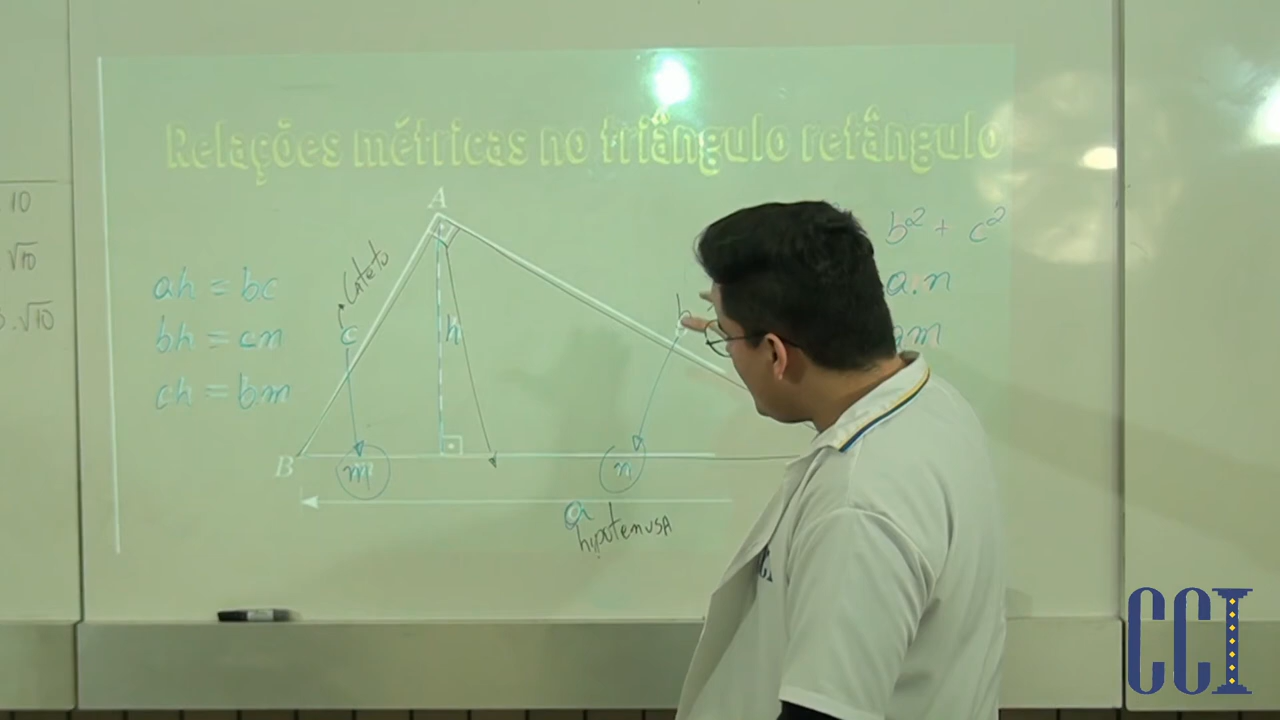 10
√10
.√10
Relações métricas no triângulo retângulo
A
b² + c²
Cateto
ah = bc
a.n
b
bh = cn
c
h
am
ch = bm
B
m
n
a
hipotenusA
CCI